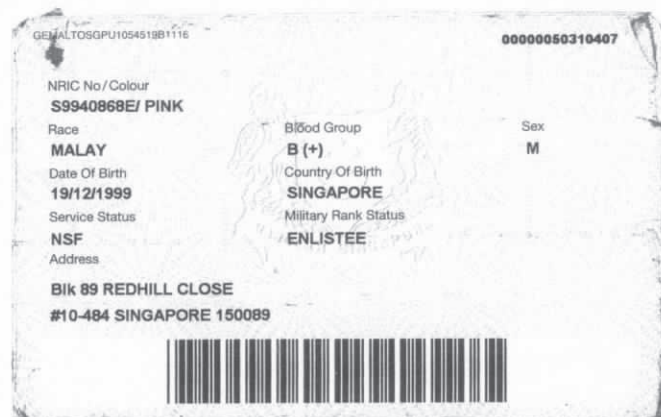 GEMALTOSGPU1054519B1116 00000050310407
NRIC No/Colour
S9940868E/ PINK
Race Blood Group Sex
MALAY B (+) M
Date Of Birth Country Of Birth
19/12/1999 SINGAPORE
Service Status Military Rank Status
NSF ENLISTEE
Address
Blk 89 REDHILL CLOSE
#10-484 SINGAPORE 150089